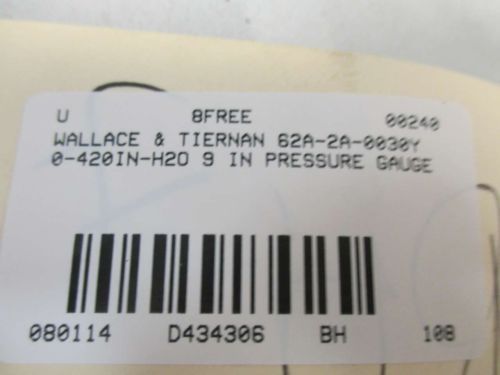 U 8FREE 00240
WALLACE & TIERNAN 62A-2A-0030Y
0-420IN-H2O 9 IN PRESSURE GAUGE
080114 D434306 BH 108